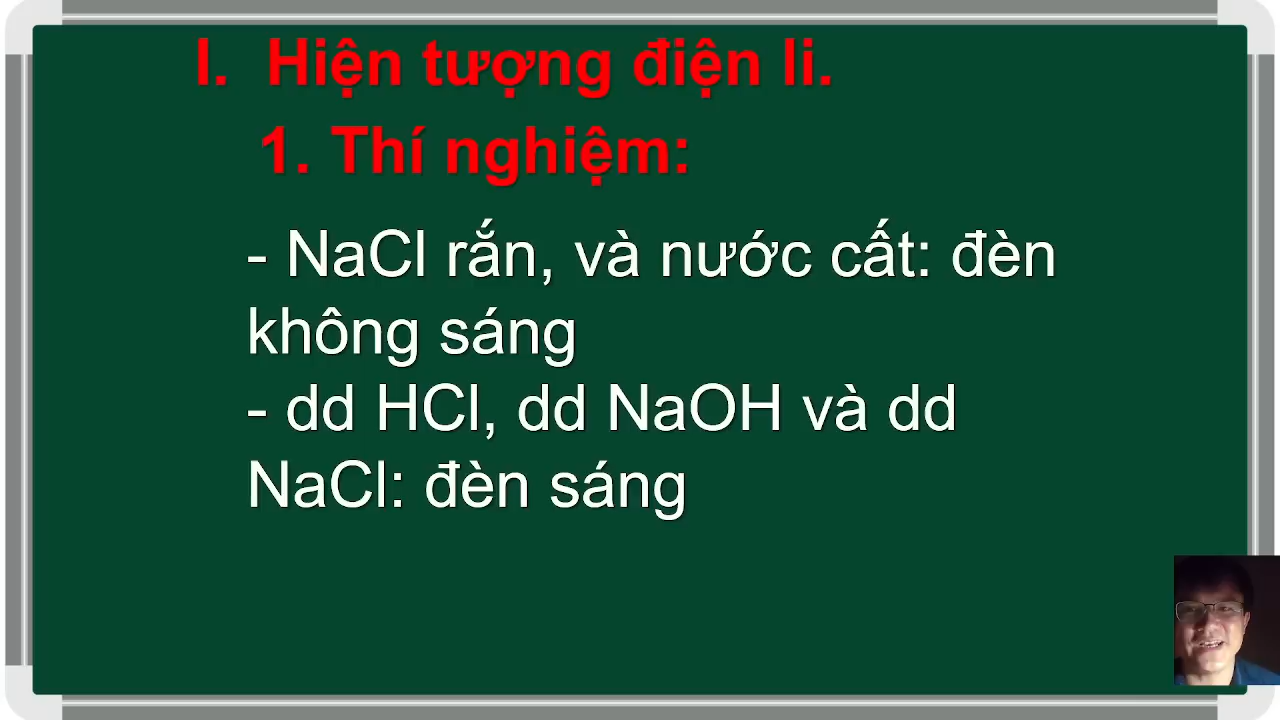 I. Hiện tượng điện li.
1. Thí nghiệm:
- NaCl rắn, và nước cất: đèn
không sáng
- dd HCl, dd NaOH và dd
NaCl: đèn sáng